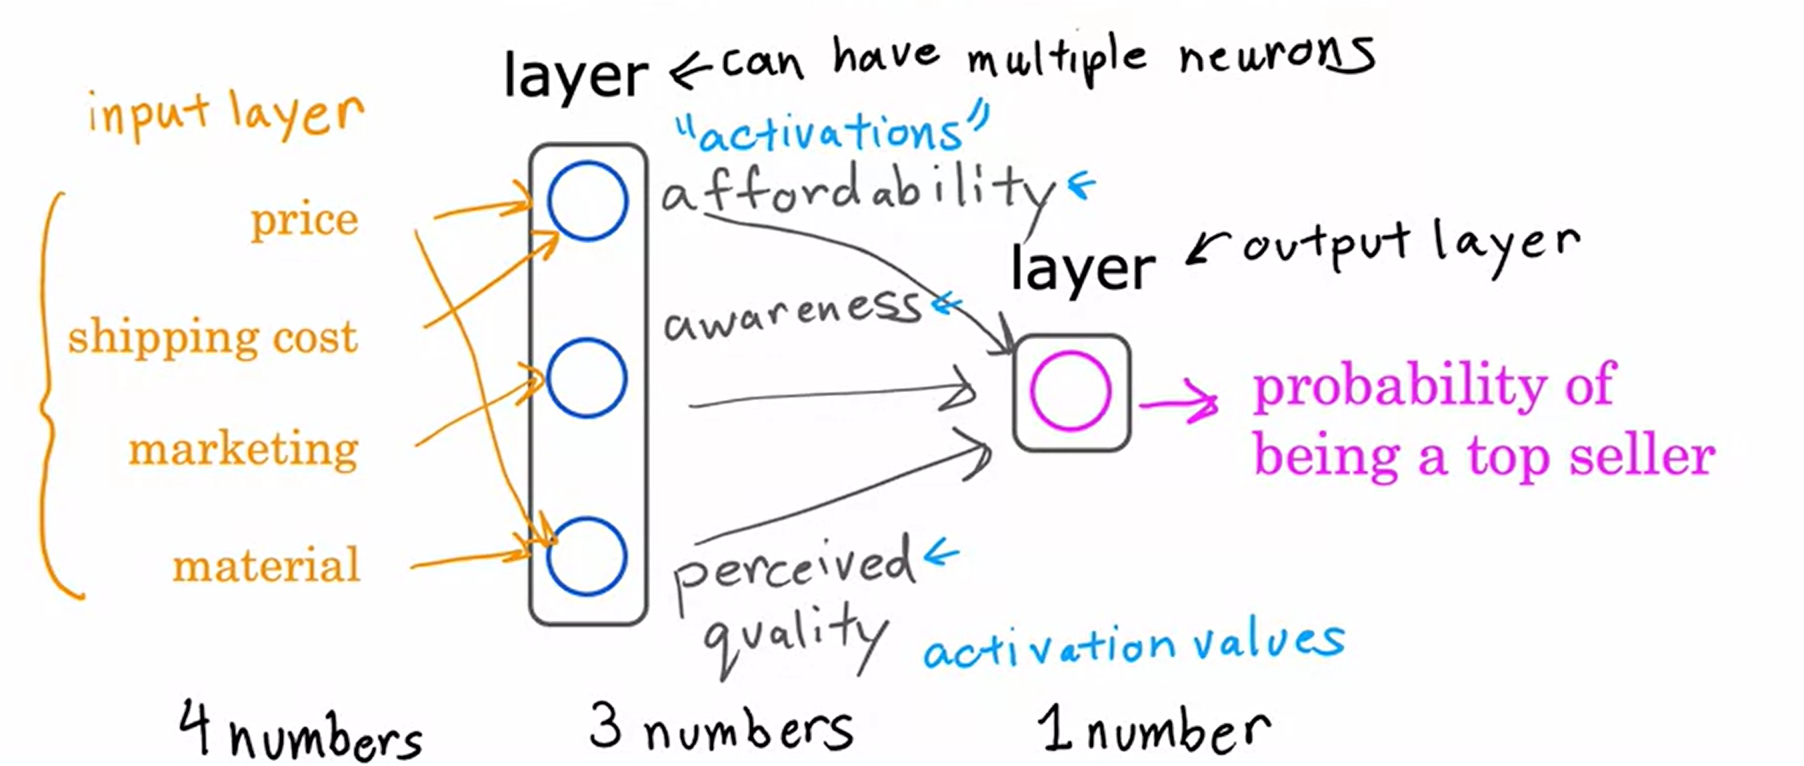 layer ← can have multiple neurons
input layer
"activations"
price
affordability ←
layer ← output layer
shipping cost
awareness ←
marketing
probability of
being a top seller
material
perceived ←
quality
activation values
4 numbers
3 numbers
1 number